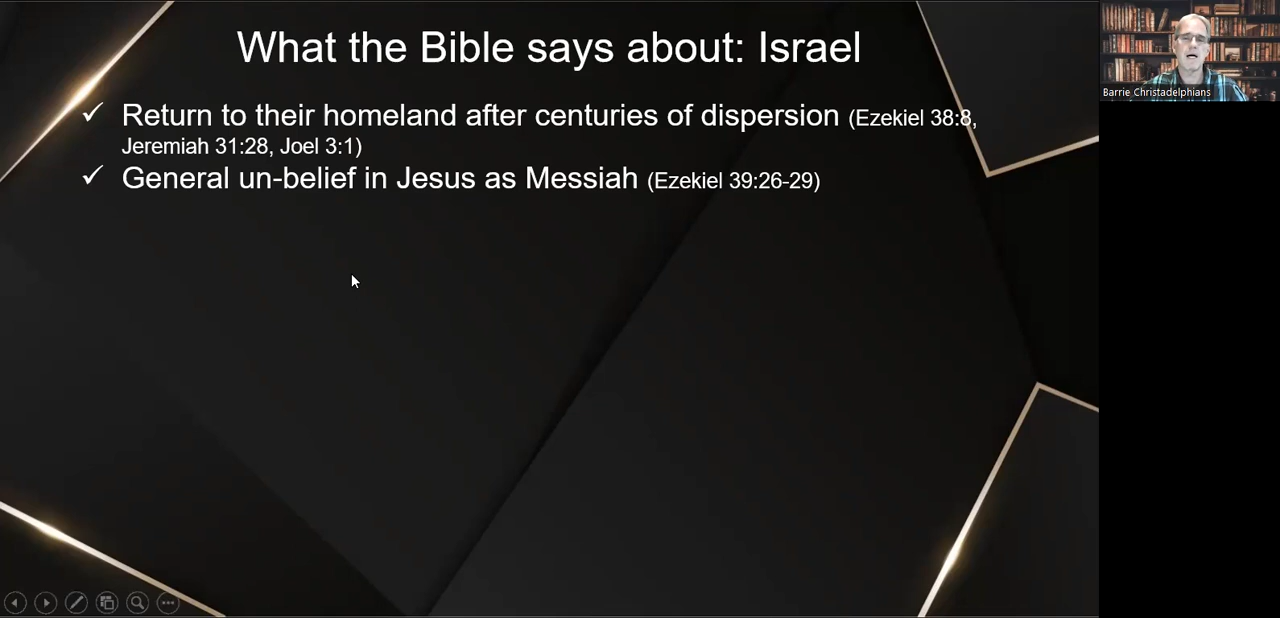 What the Bible says about: Israel
✓ Return to their homeland after centuries of dispersion (Ezekiel 38:8,
Jeremiah 31:28, Joel 3:1)
✓ General un-belief in Jesus as Messiah (Ezekiel 39:26-29)
Barrie Christadelphians